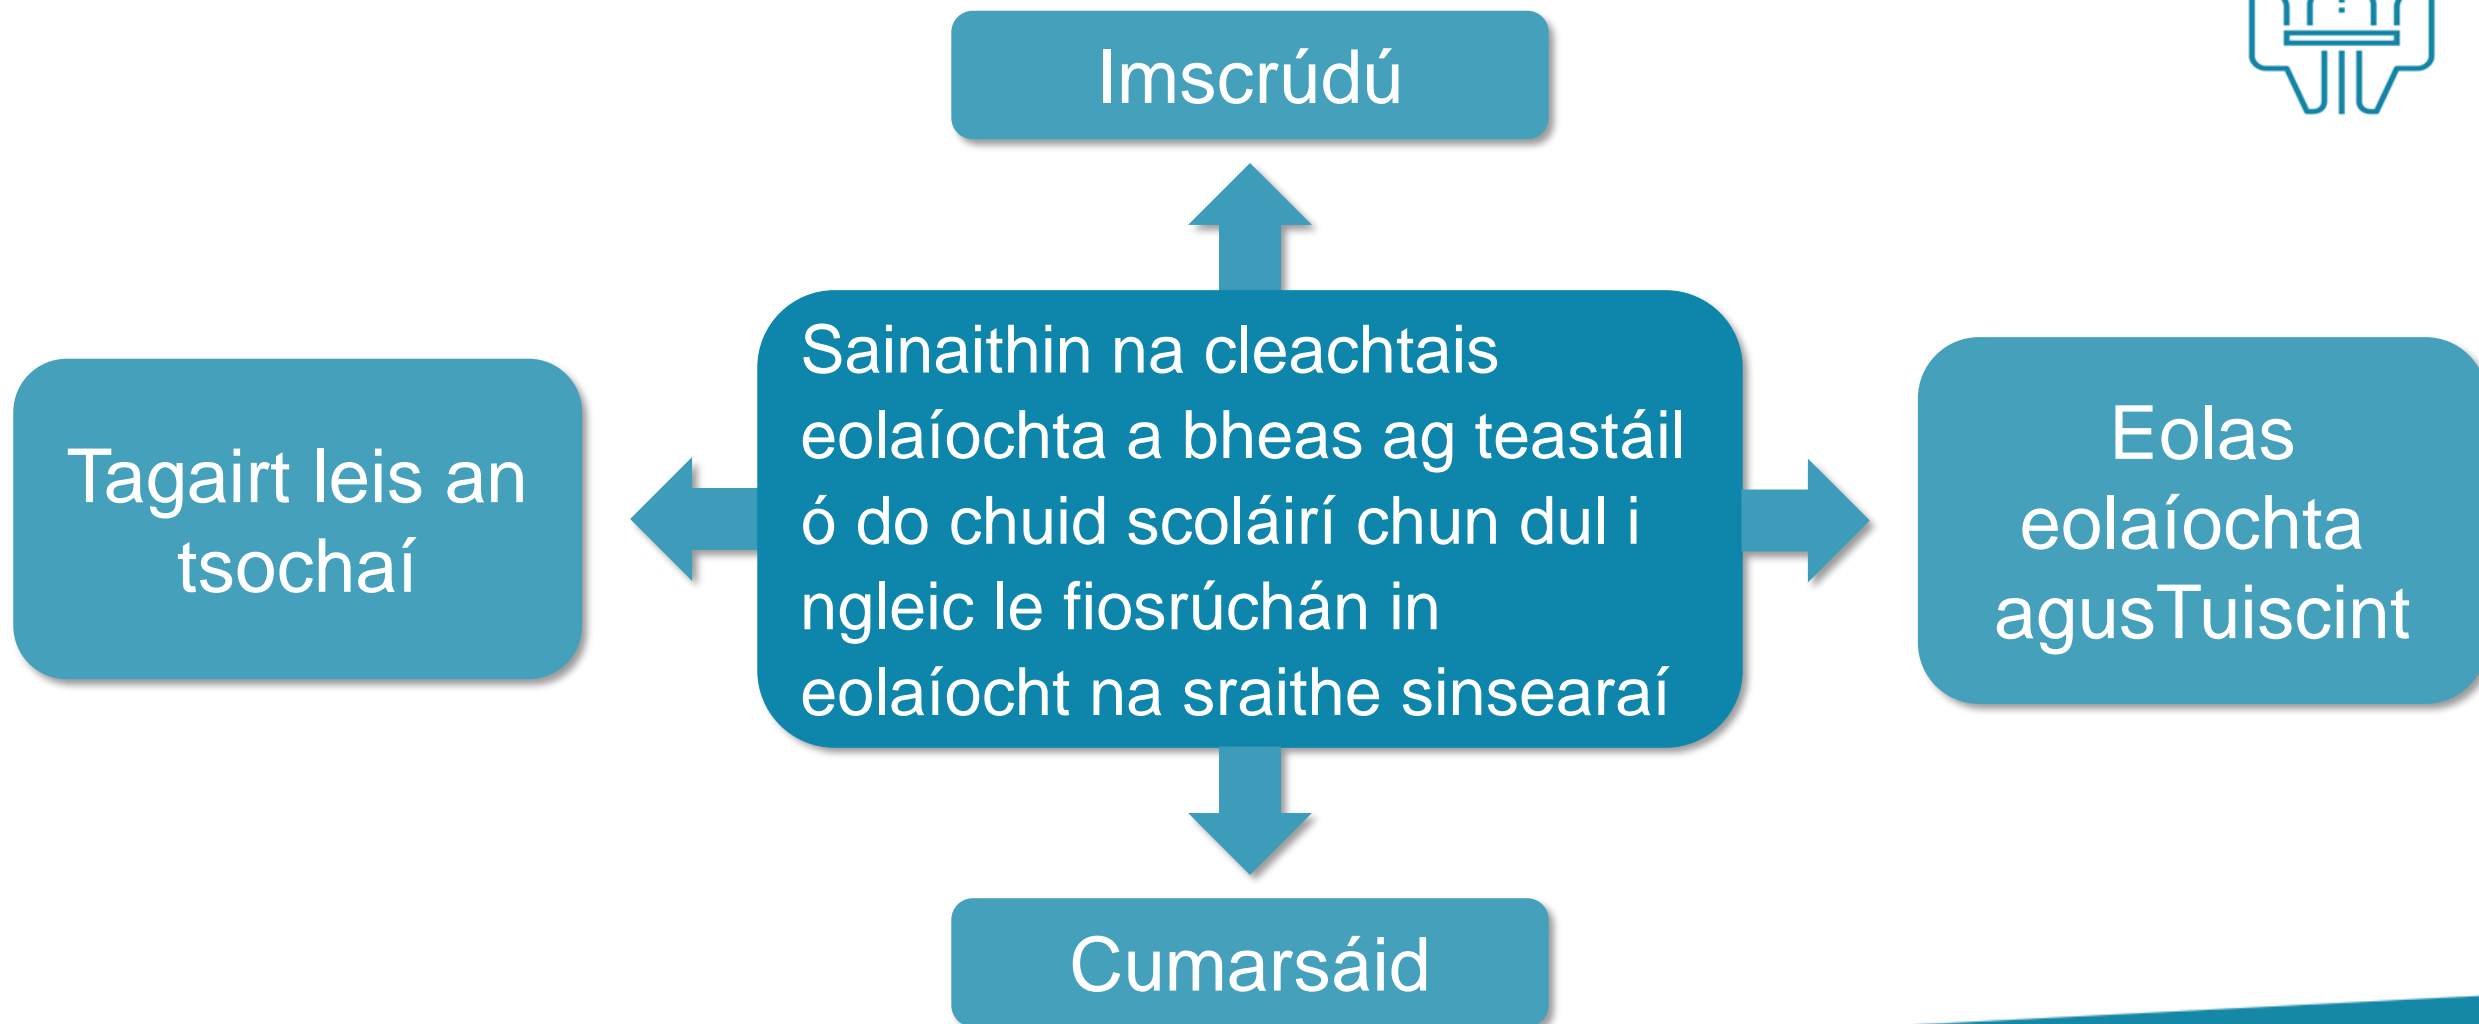 Imscrúdú
Tagairt leis an
tsochaí
Sainaithin na cleachtais
eolaíochta a bheas ag teastáil
ó do chuid scoláirí chun dul i
ngleic le fiosrúchán in
eolaíocht na sraithe sinsearaí
Eolas
eolaíochta
agusTuiscint
Cumarsáid